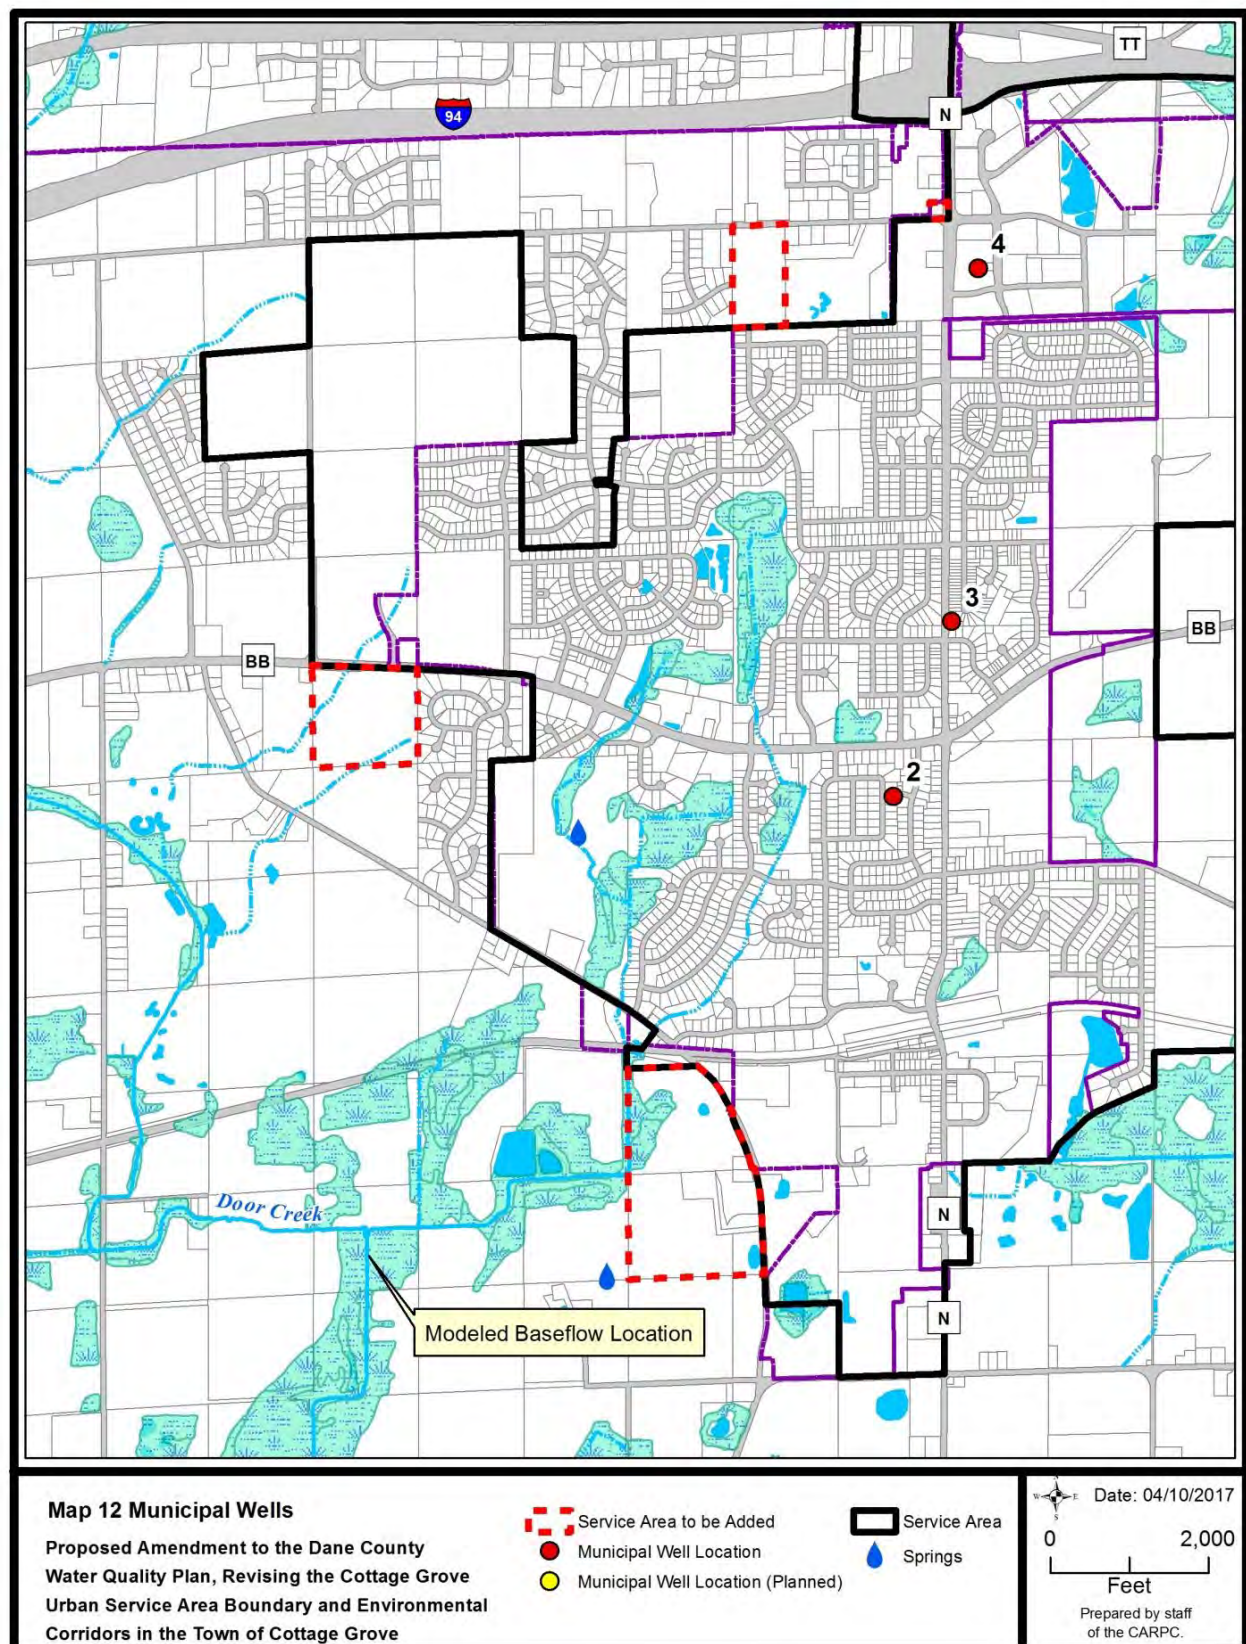 TT
94
N
4
3
BB
BB
2
Door Creek
N
N
Modeled Baseflow Location
Map 12 Municipal Wells
Proposed Amendment to the Dane County
Water Quality Plan, Revising the Cottage Grove
Urban Service Area Boundary and Environmental
Corridors in the Town of Cottage Grove
Service Area to be Added
Municipal Well Location
Municipal Well Location (Planned)
Service Area
Springs
N
W E
S
Date: 04/10/2017
0 2,000
Feet
Prepared by staff
of the CARPC.